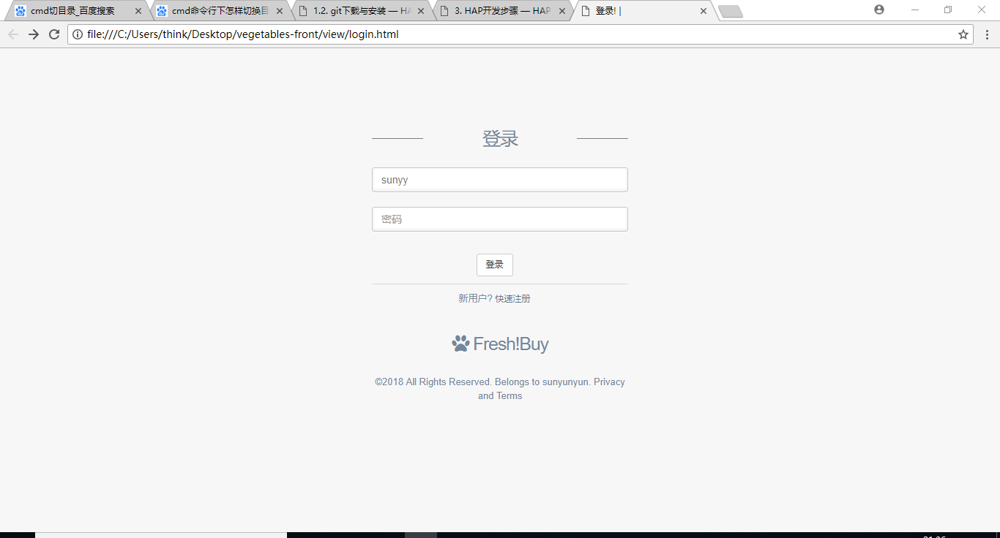 cmd切目录_百度搜索
cmd命令行下怎样切换目
1.2. git下载与安装 — HA
3. HAP开发步骤 — HAP
登录! |
file:///C:/Users/think/Desktop/vegetables-front/view/login.html
登录
sunyy
密码
登录
新用户? 快速注册
Fresh!Buy
©2018 All Rights Reserved. Belongs to sunyunyun. Privacy
and Terms